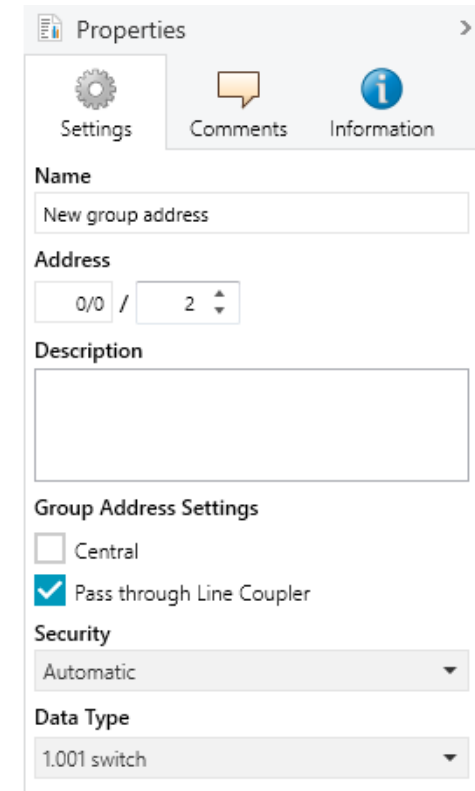 Properties
Settings Comments Information
Name
New group address
Address
0/0 / 2
Description
Group Address Settings
Central
Pass through Line Coupler
Security
Automatic
Data Type
1.001 switch